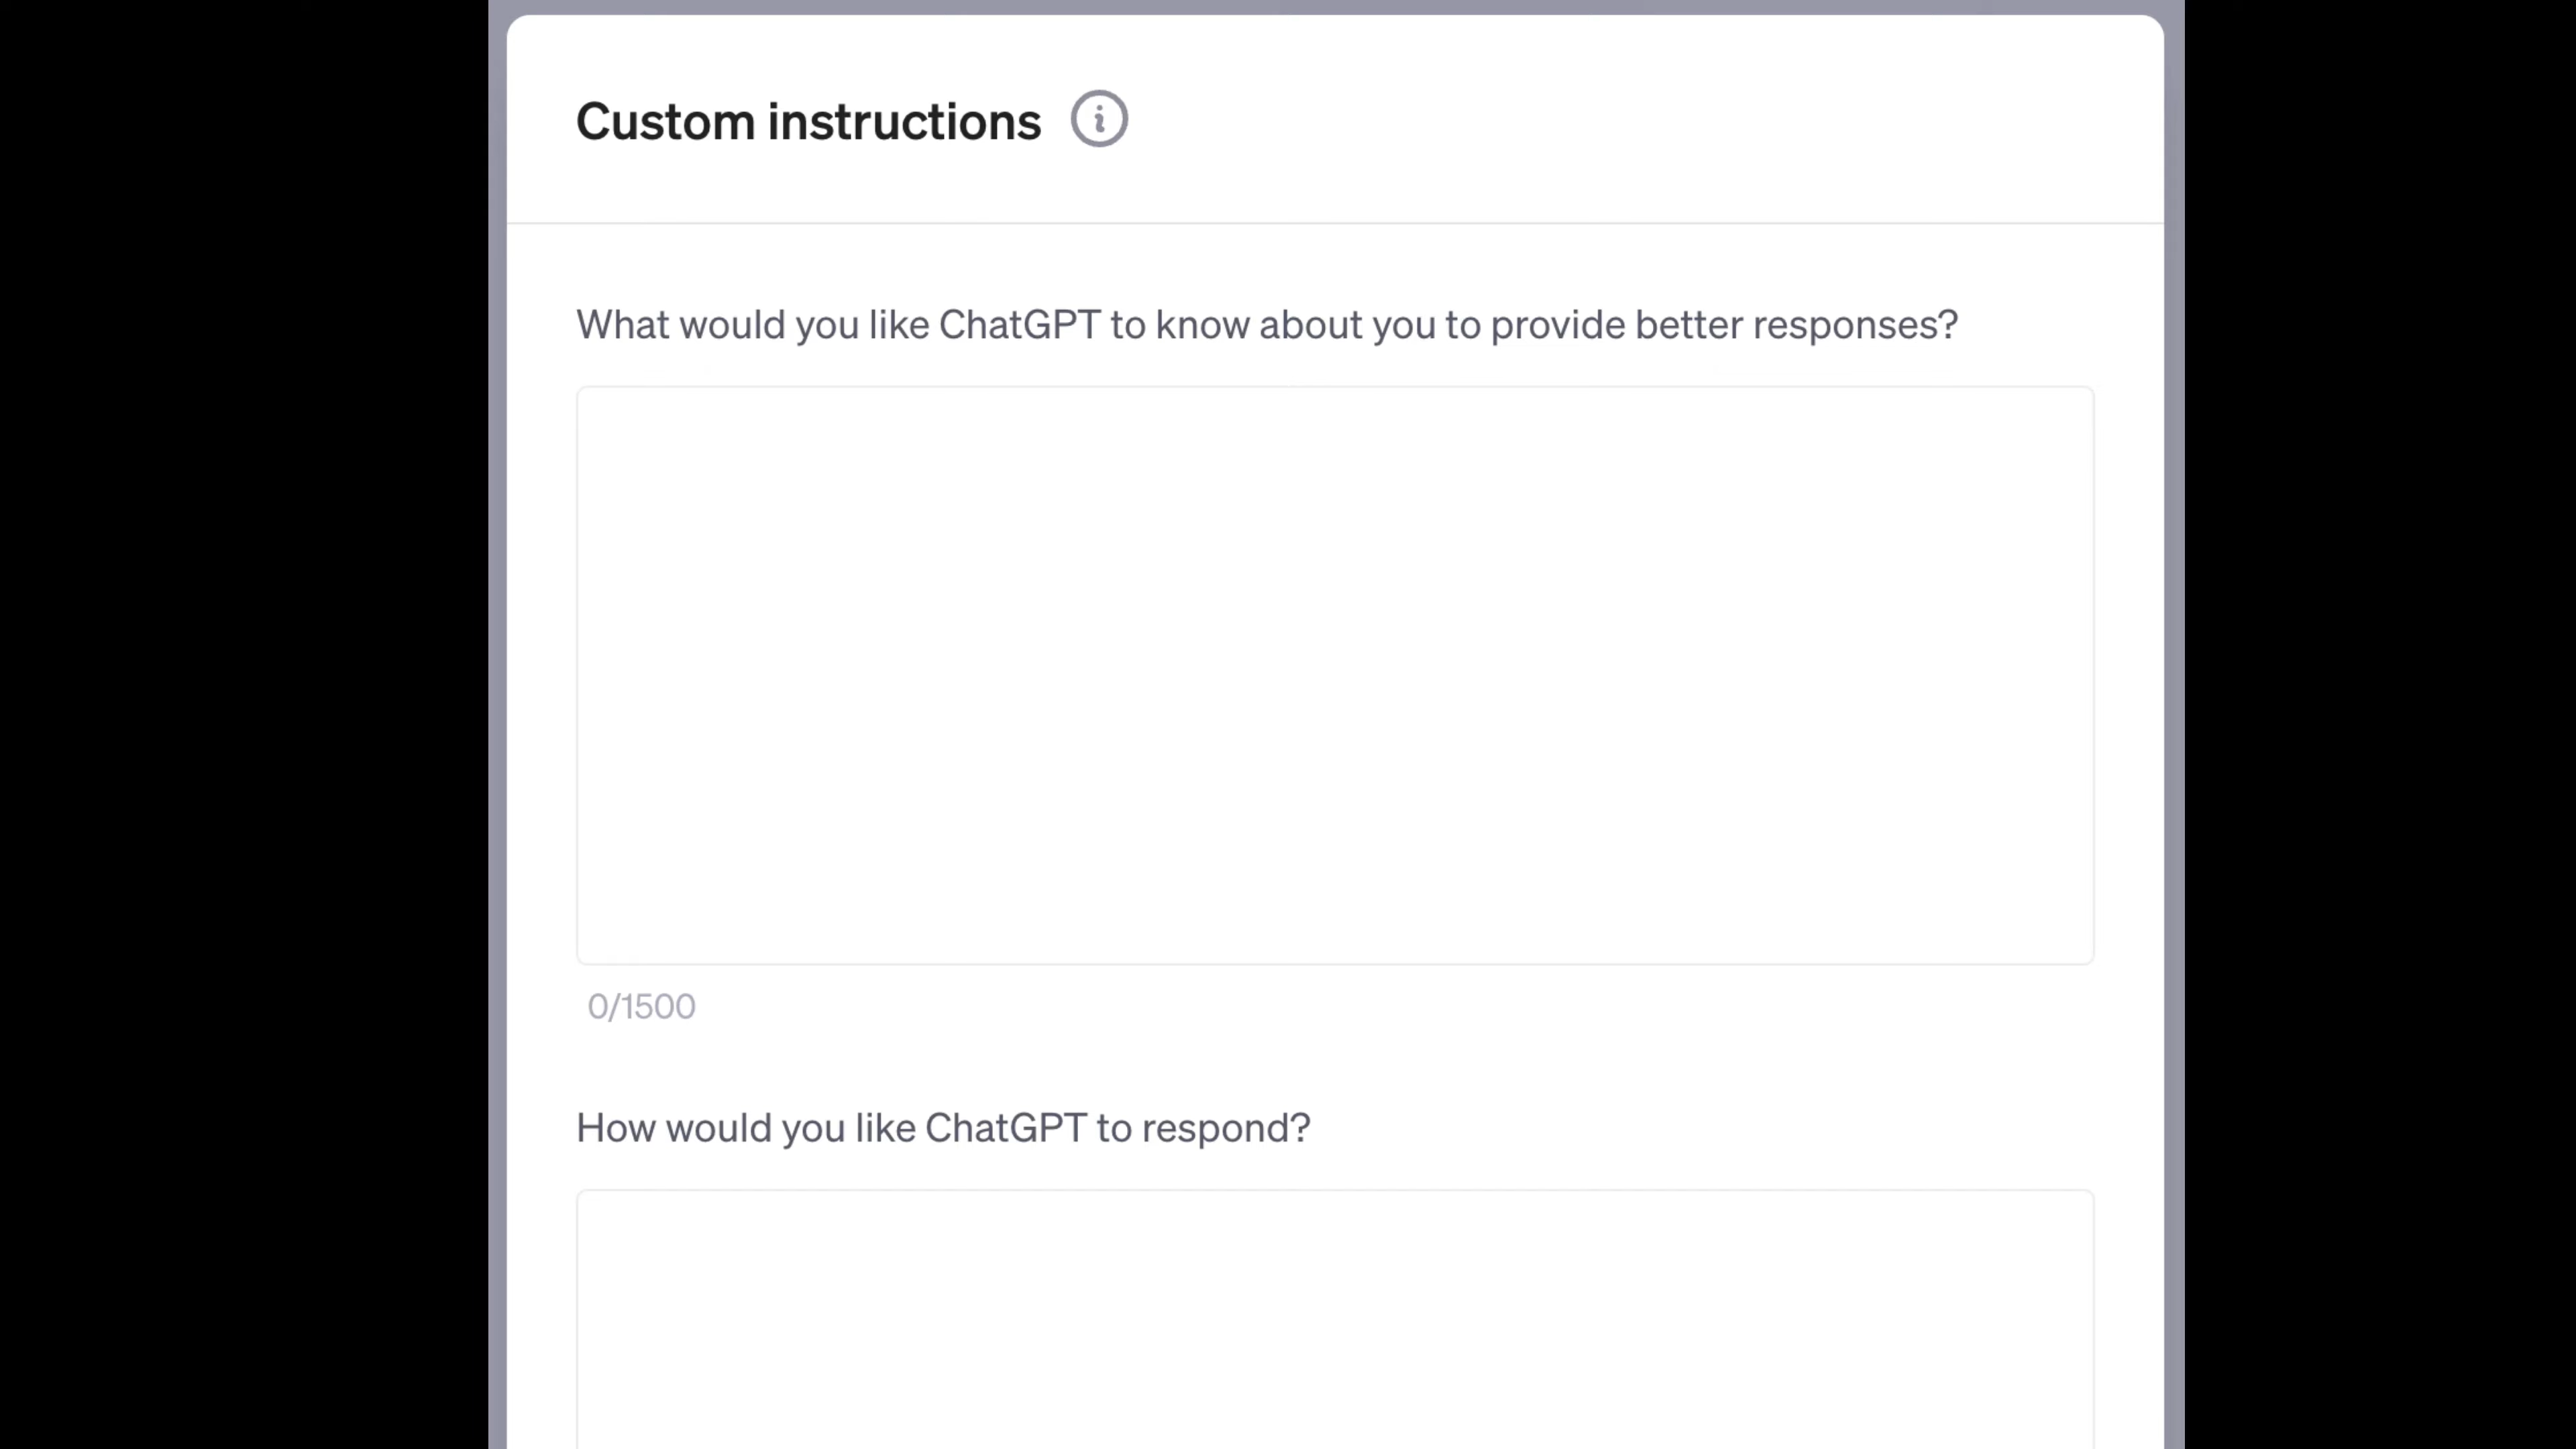 Custom instructions
What would you like ChatGPT to know about you to provide better responses?
0/1500
How would you like ChatGPT to respond?